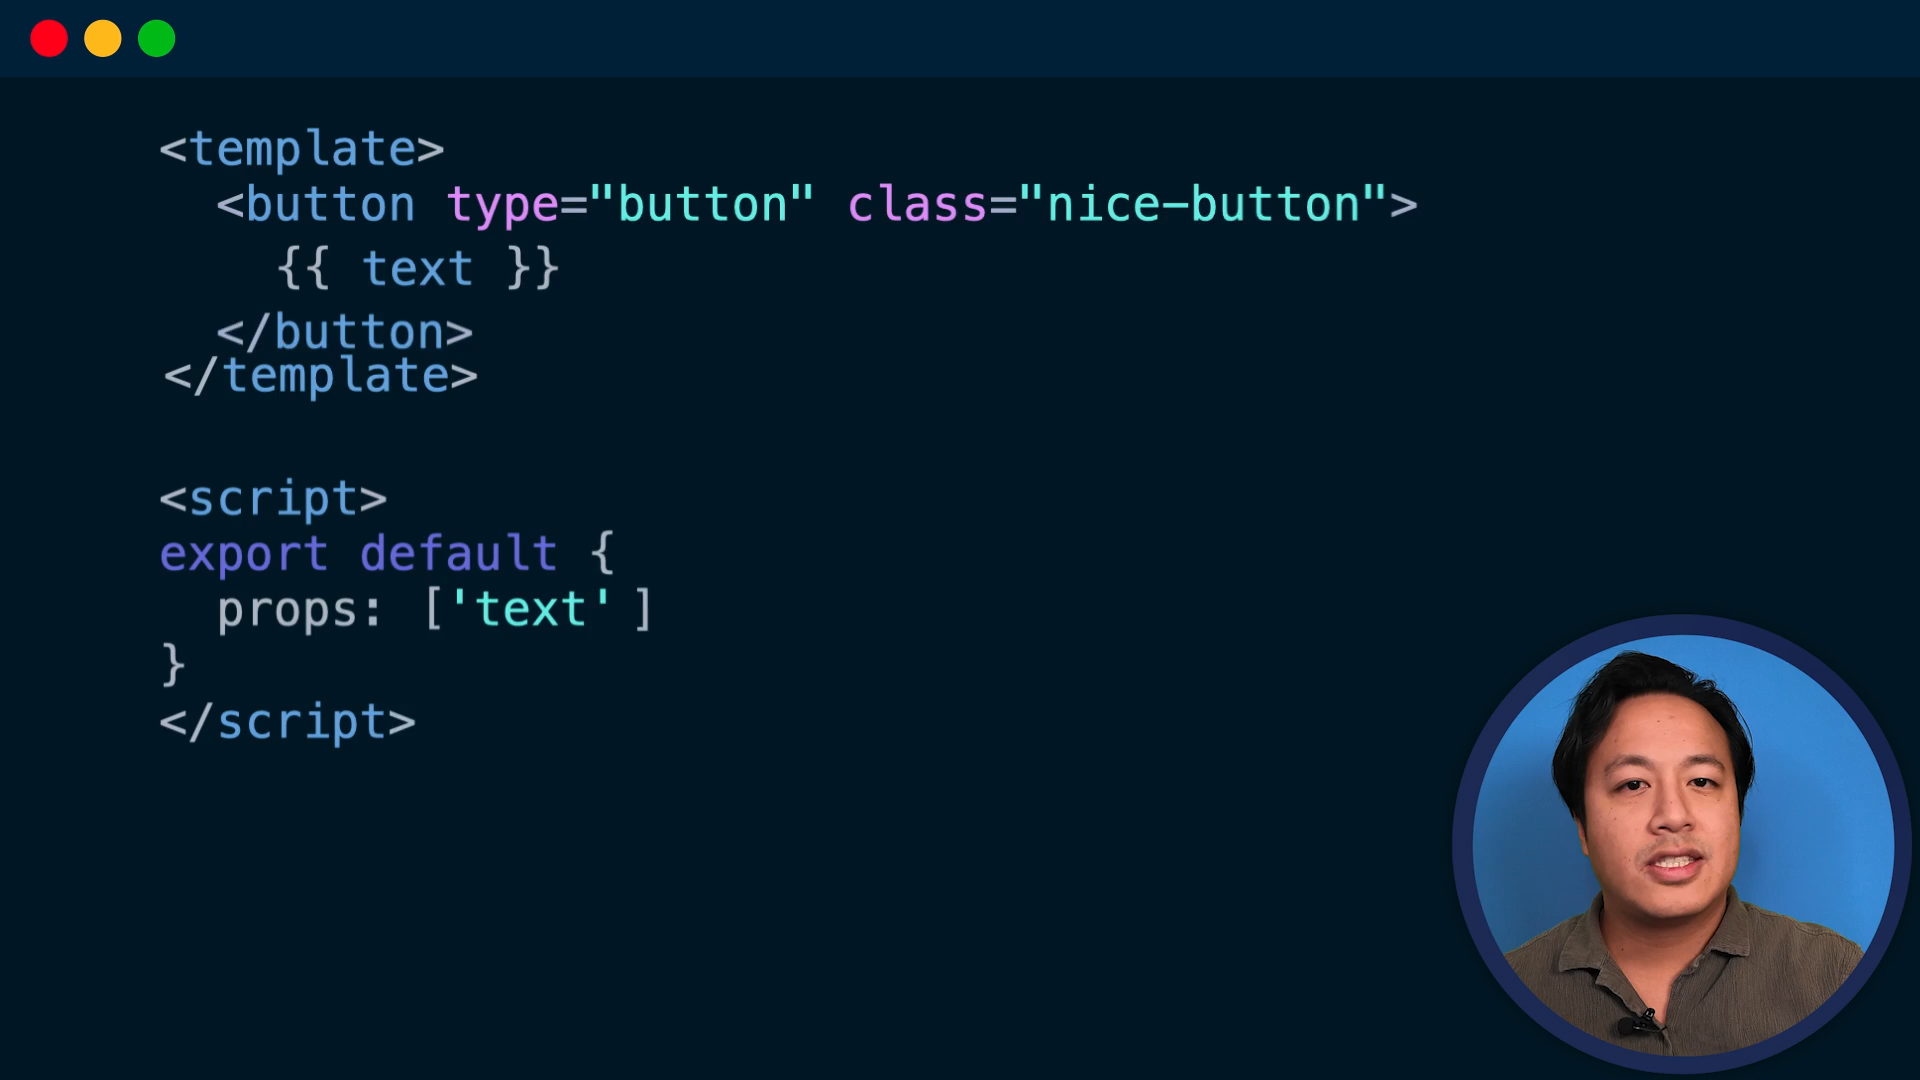 <template>
<button type="button" class="nice-button">
{{ text }}
</button>
</template>
<script>
export default {
props: ['text' ]
}
</script>